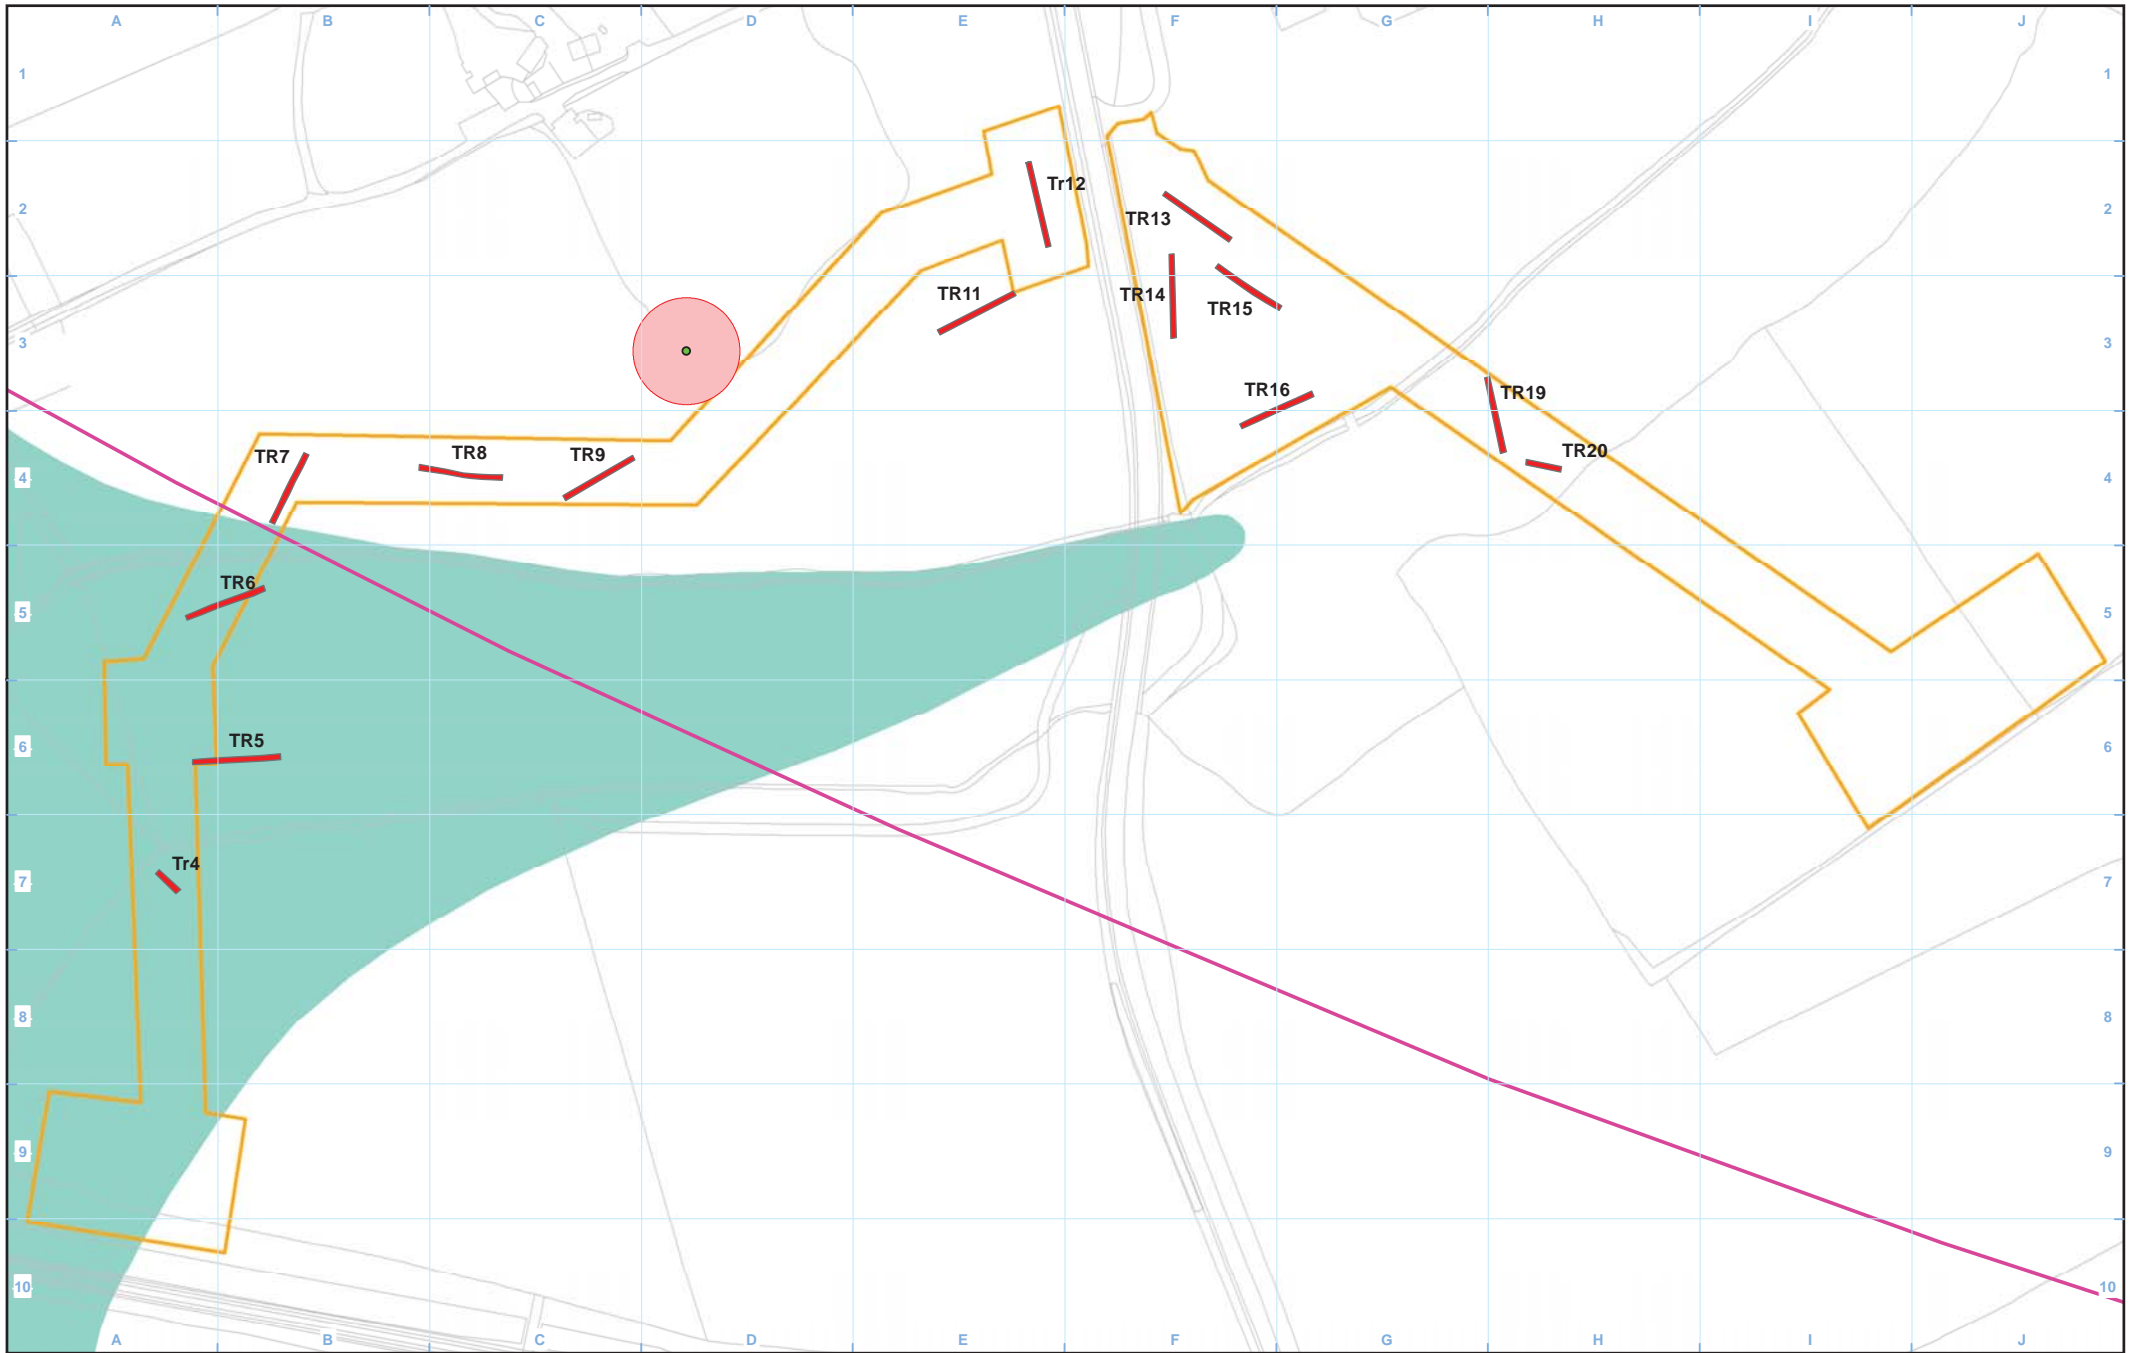 A B C D E F G H I J
1 1
2 Tr12 TR13 2
TR11 TR14 TR15
3 3
TR16 TR19
TR7 TR8 TR9 TR20
4 4
TR6
5 5
TR5
6 6
Tr4
7 7
8 8
9 9
10 10
A B C D E F G H I J